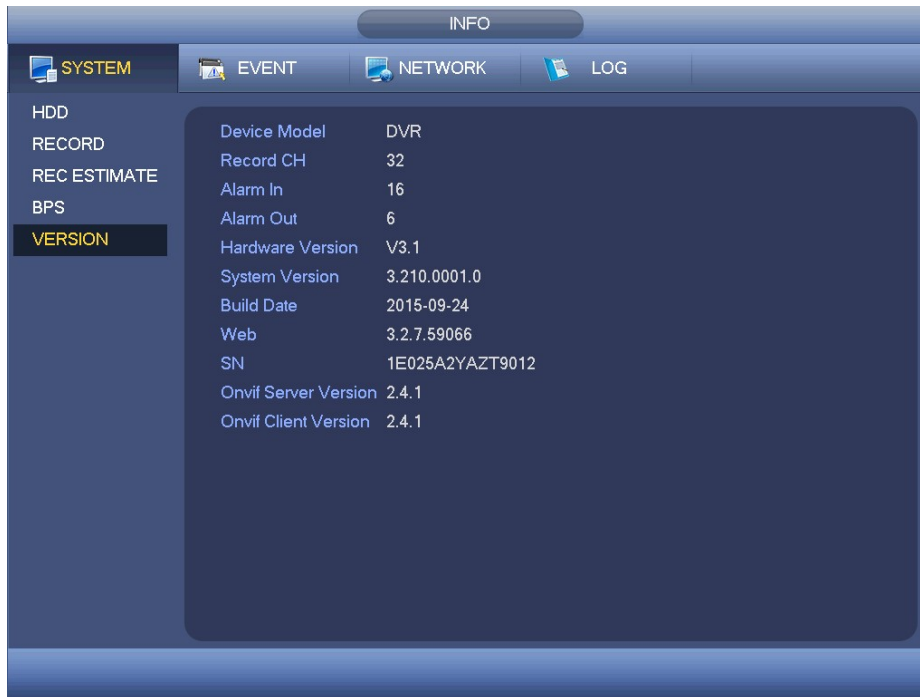 INFO
SYSTEM EVENT NETWORK LOG
HDD
RECORD
REC ESTIMATE
BPS
VERSION
Device Model DVR
Record CH 32
Alarm In 16
Alarm Out 6
Hardware Version V3.1
System Version 3.210.0001.0
Build Date 2015-09-24
Web 3.2.7.59066
SN 1E025A2YAZT9012
Onvif Server Version 2.4.1
Onvif Client Version 2.4.1